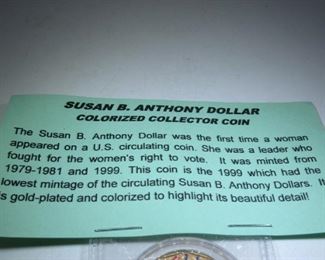 SUSAN B. ANTHONY DOLLAR
COLORIZED COLLECTOR COIN
The Susan B. Anthony Dollar was the first time a woman
appeared on a U.S. circulating coin. She was a leader who
fought for the women's right to vote. It was minted from
1979-1981 and 1999. This coin is the 1999 which had the
lowest mintage of the circulating Susan B. Anthony Dollars. It
is gold-plated and colorized to highlight its beautiful detail!